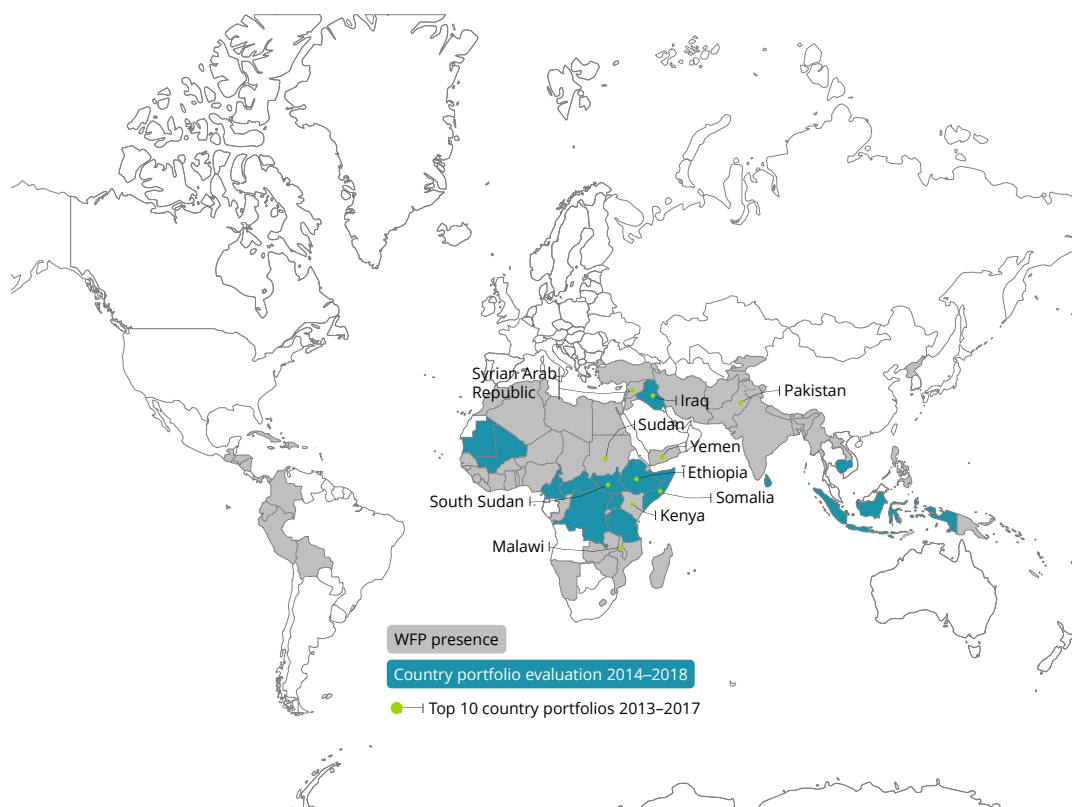 Syrian Arab
Republic
Iraq
Pakistan
Sudan
Yemen
Ethiopia
South Sudan
Somalia
Kenya
Malawi
WFP presence
Country portfolio evaluation 2014–2018
Top 10 country portfolios 2013–2017